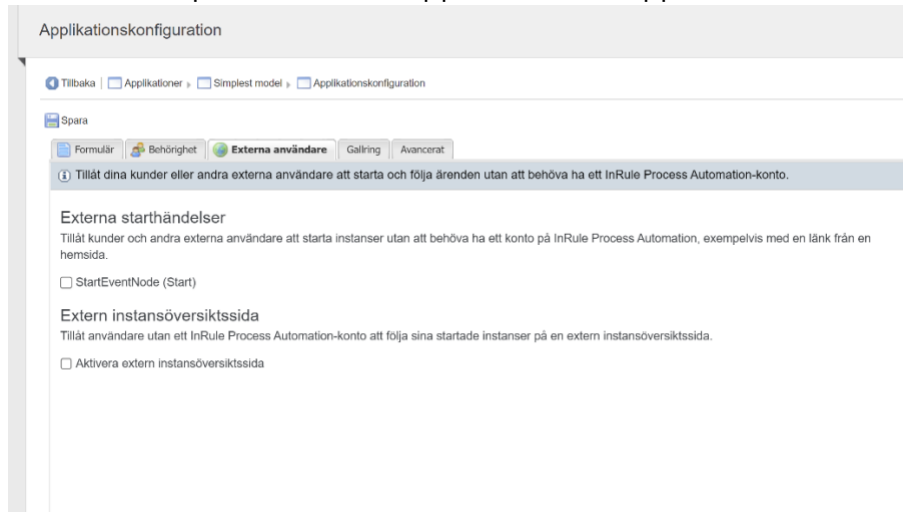 Applikationskonfiguration
Tillbaka | Applikationer Simplest model Applikationskonfiguration
Spara
Formulär Behörighet Externa användare Gallring Avancerat
Tillåt dina kunder eller andra externa användare att starta och följa ärenden utan att behöva ha ett InRule Process Automation-konto.
Externa starthändelser
Tillåt kunder och andra externa användare att starta instanser utan att behöva ha ett konto på InRule Process Automation, exempelvis med en länk från en
hemsida.
StartEventNode (Start)
Extern instansöversiktssida
Tillåt användare utan ett InRule Process Automation-konto att följa sina startade instanser på en extern instansöversiktssida.
Aktivera extern instansöversiktssida